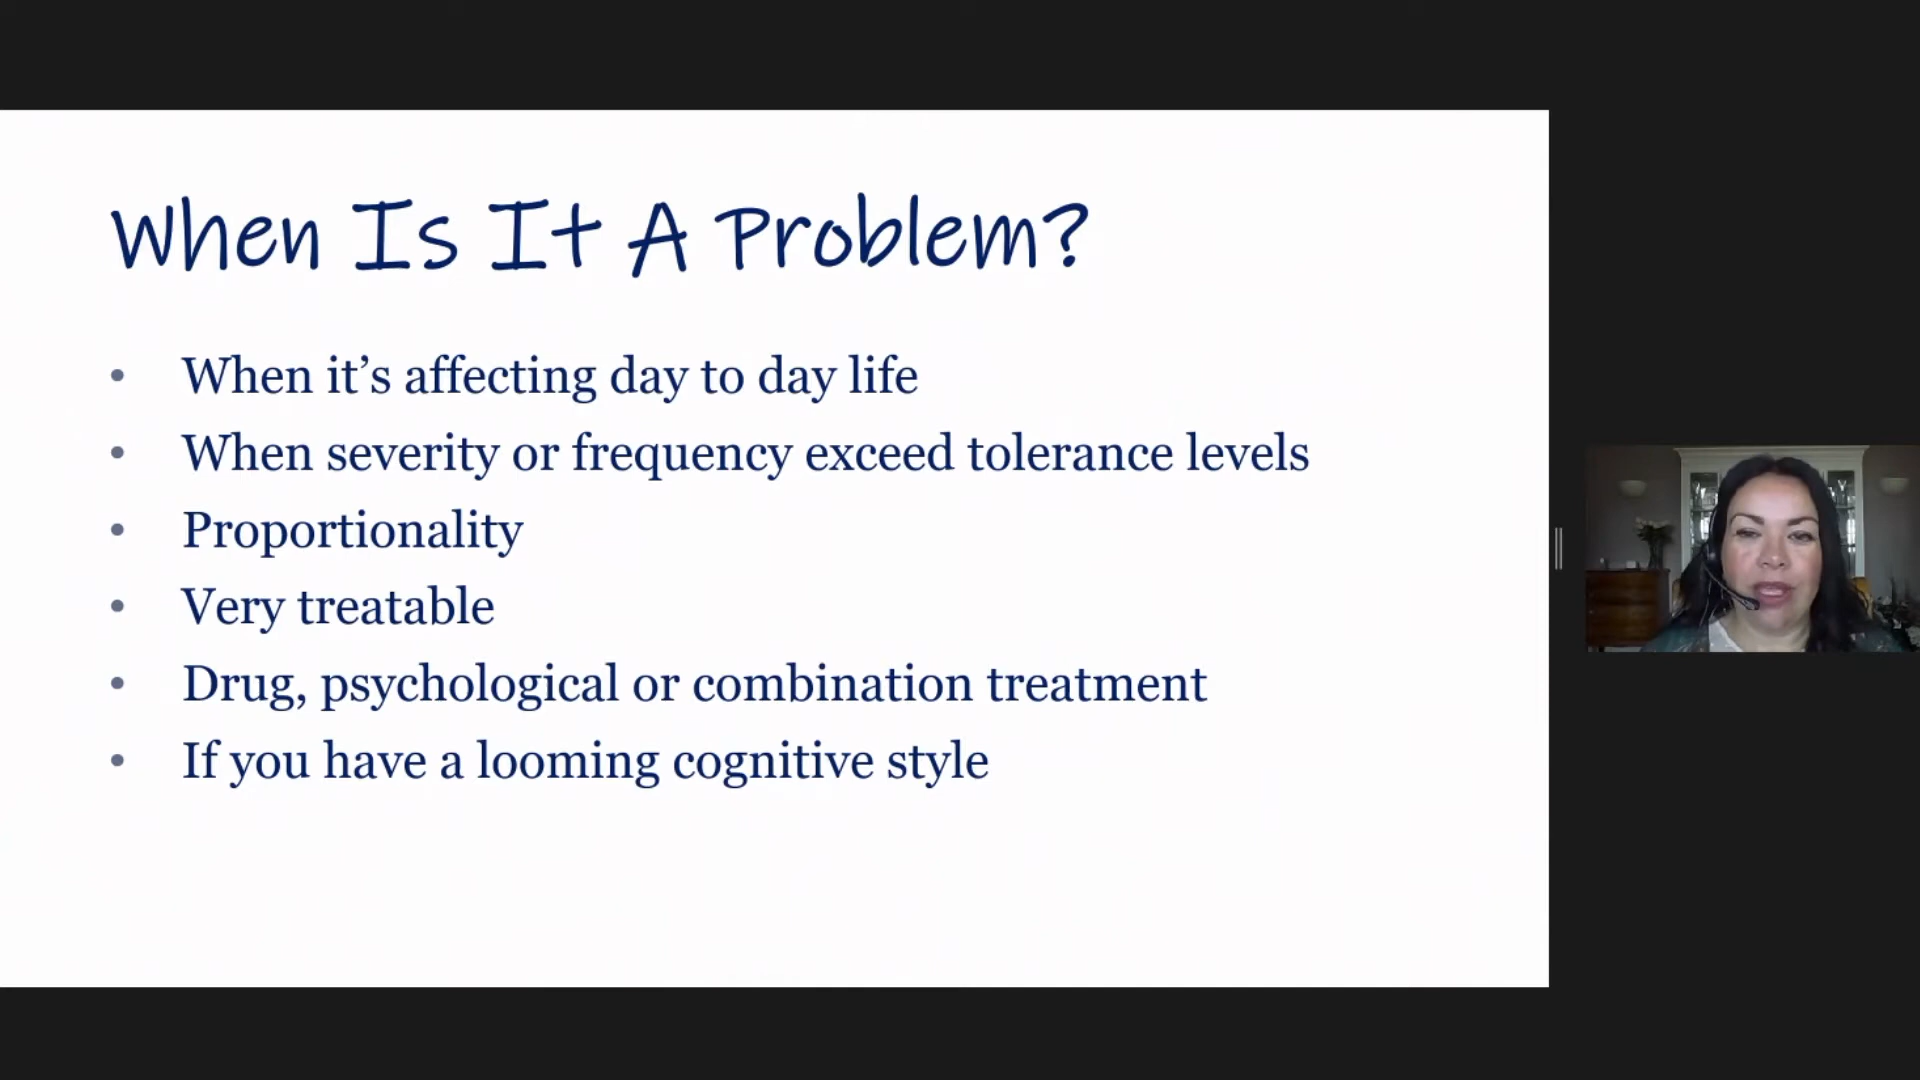 When Is It A Problem?
• When it’s affecting day to day life
• When severity or frequency exceed tolerance levels
• Proportionality
• Very treatable
• Drug, psychological or combination treatment
• If you have a looming cognitive style